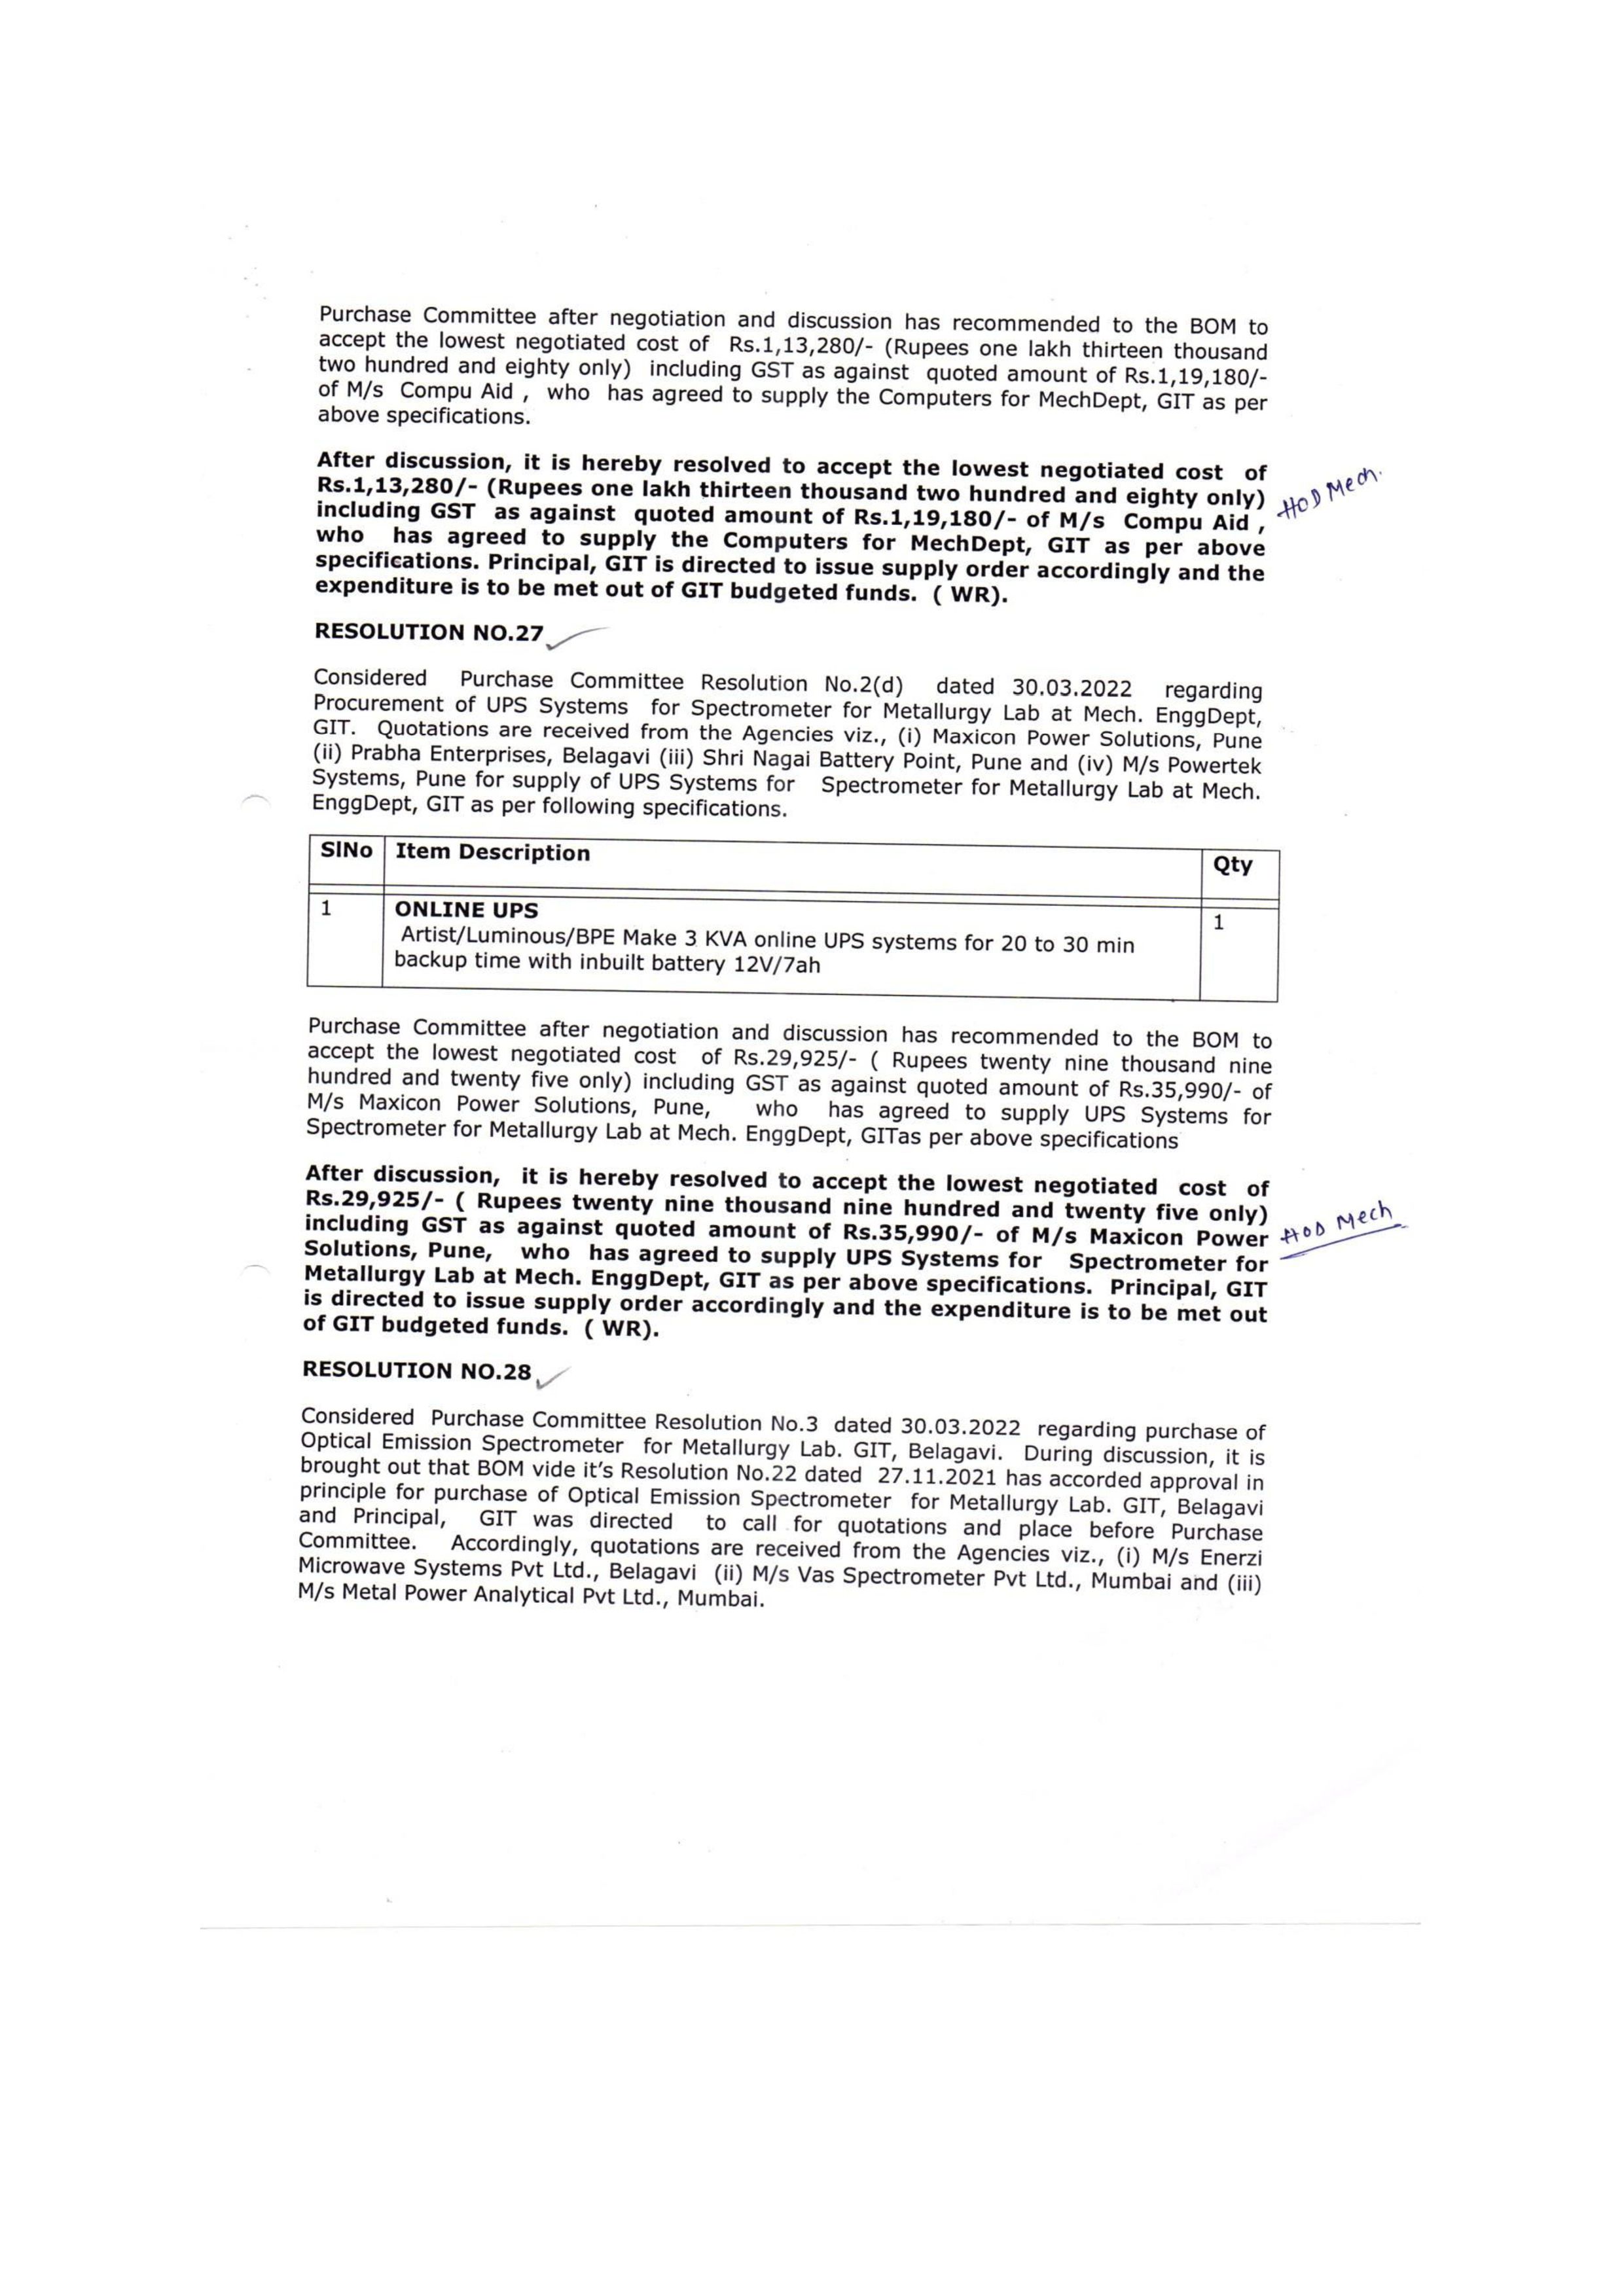 Purchase Committee after negotiation and discussion has recommended to the BOM to
accept the lowest negotiated cost of Rs.1,13,280/- (Rupees one lakh thirteen thousand
two hundred and eighty only) including GST as against quoted amount of Rs.1,19,180/-
of M/s Compu Aid , who has agreed to supply the Computers for MechDept, GIT as per
above specifications.
After discussion, it is hereby resolved to accept the lowest negotiated cost of
Rs.1,13,280/- (Rupees one lakh thirteen thousand two hundred and eighty only)
including GST as against quoted amount of Rs.1,19,180/- of M/s Compu Aid ,
who has agreed to supply the Computers for MechDept, GIT as per above
specifications. Principal, GIT is directed to issue supply order accordingly and the
expenditure is to be met out of GIT budgeted funds. ( WR).
HOD Mech.
RESOLUTION NO.27
Considered Purchase Committee Resolution No.2(d) dated 30.03.2022 regarding
Procurement of UPS Systems for Spectrometer for Metallurgy Lab at Mech. EnggDept,
GIT. Quotations are received from the Agencies viz., (i) Maxicon Power Solutions, Pune
(ii) Prabha Enterprises, Belagavi (iii) Shri Nagai Battery Point, Pune and (iv) M/s Powertek
Systems, Pune for supply of UPS Systems for Spectrometer for Metallurgy Lab at Mech.
EnggDept, GIT as per following specifications.
SlNo Item Description Qty
1 ONLINE UPS 1
Artist/Luminous/BPE Make 3 KVA online UPS systems for 20 to 30 min
backup time with inbuilt battery 12V/7ah
Purchase Committee after negotiation and discussion has recommended to the BOM to
accept the lowest negotiated cost of Rs.29,925/- ( Rupees twenty nine thousand nine
hundred and twenty five only) including GST as against quoted amount of Rs.35,990/- of
M/s Maxicon Power Solutions, Pune, who has agreed to supply UPS Systems for
Spectrometer for Metallurgy Lab at Mech. EnggDept, GITas per above specifications
After discussion, it is hereby resolved to accept the lowest negotiated cost of
Rs.29,925/- ( Rupees twenty nine thousand nine hundred and twenty five only)
including GST as against quoted amount of Rs.35,990/- of M/s Maxicon Power
Solutions, Pune, who has agreed to supply UPS Systems for Spectrometer for
Metallurgy Lab at Mech. EnggDept, GIT as per above specifications. Principal, GIT
is directed to issue supply order accordingly and the expenditure is to be met out
of GIT budgeted funds. ( WR).
HOD Mech
RESOLUTION NO.28
Considered Purchase Committee Resolution No.3 dated 30.03.2022 regarding purchase of
Optical Emission Spectrometer for Metallurgy Lab. GIT, Belagavi. During discussion, it is
brought out that BOM vide it's Resolution No.22 dated 27.11.2021 has accorded approval in
principle for purchase of Optical Emission Spectrometer for Metallurgy Lab. GIT, Belagavi
and Principal, GIT was directed to call for quotations and place before Purchase
Committee. Accordingly, quotations are received from the Agencies viz., (i) M/s Enerzi
Microwave Systems Pvt Ltd., Belagavi (ii) M/s Vas Spectrometer Pvt Ltd., Mumbai and (iii)
M/s Metal Power Analytical Pvt Ltd., Mumbai.